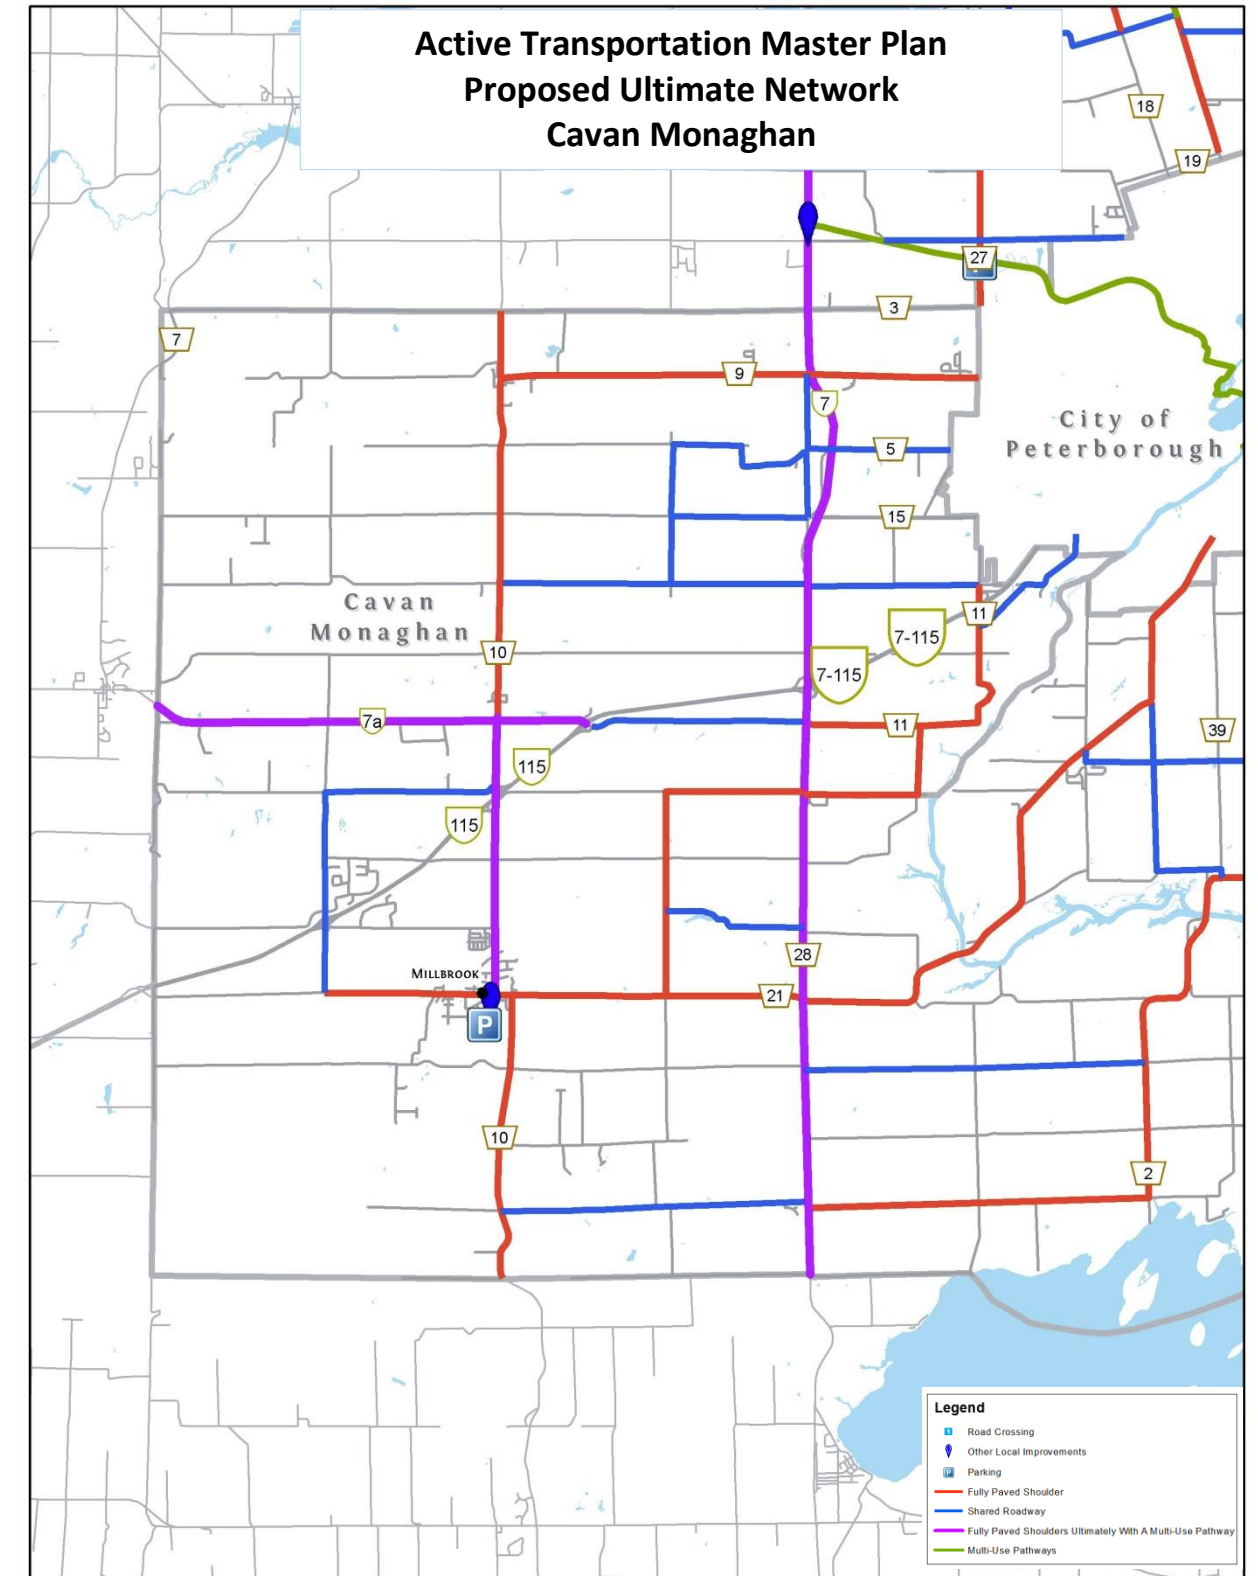 Active Transportation Master Plan
Proposed Ultimate Network
Cavan Monaghan
18
19
27
3
7
9
7
City of
Peterborough
5
15
Cavan
Monaghan
11
7-115
10
7-115
7a
11
39
115
115
28
MILLBROOK
21
P
10
2
Legend
Road Crossing
Other Local Improvements
P Parking
Fully Paved Shoulder
Shared Roadway
Fully Paved Shoulders Ultimately With A Multi-Use Pathway
Multi-Use Pathways